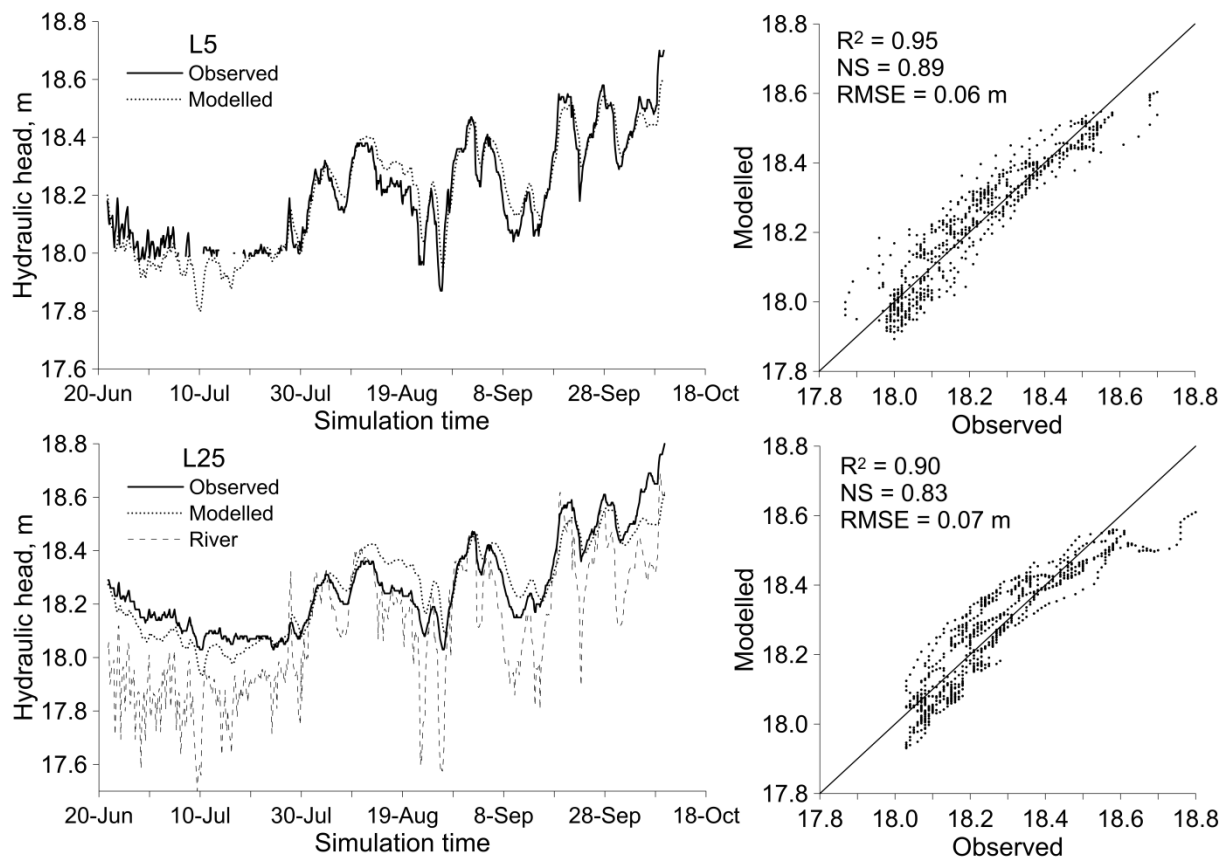 L5
Observed
Modelled
Hydraulic head, m
18.8
18.6
18.4
18.2
18.0
17.8
17.6
20-Jun 10-Jul 30-Jul 19-Aug 8-Sep 28-Sep 18-Oct
Simulation time
R² = 0.95
NS = 0.89
RMSE = 0.06 m
Modelled
18.8
18.6
18.4
18.2
18.0
17.8
17.8 18.0 18.2 18.4 18.6 18.8
Observed
L25
Observed
Modelled
River
Hydraulic head, m
18.8
18.6
18.4
18.2
18.0
17.8
17.6
20-Jun 10-Jul 30-Jul 19-Aug 8-Sep 28-Sep 18-Oct
Simulation time
R² = 0.90
NS = 0.83
RMSE = 0.07 m
Modelled
18.8
18.6
18.4
18.2
18.0
17.8
17.8 18.0 18.2 18.4 18.6 18.8
Observed